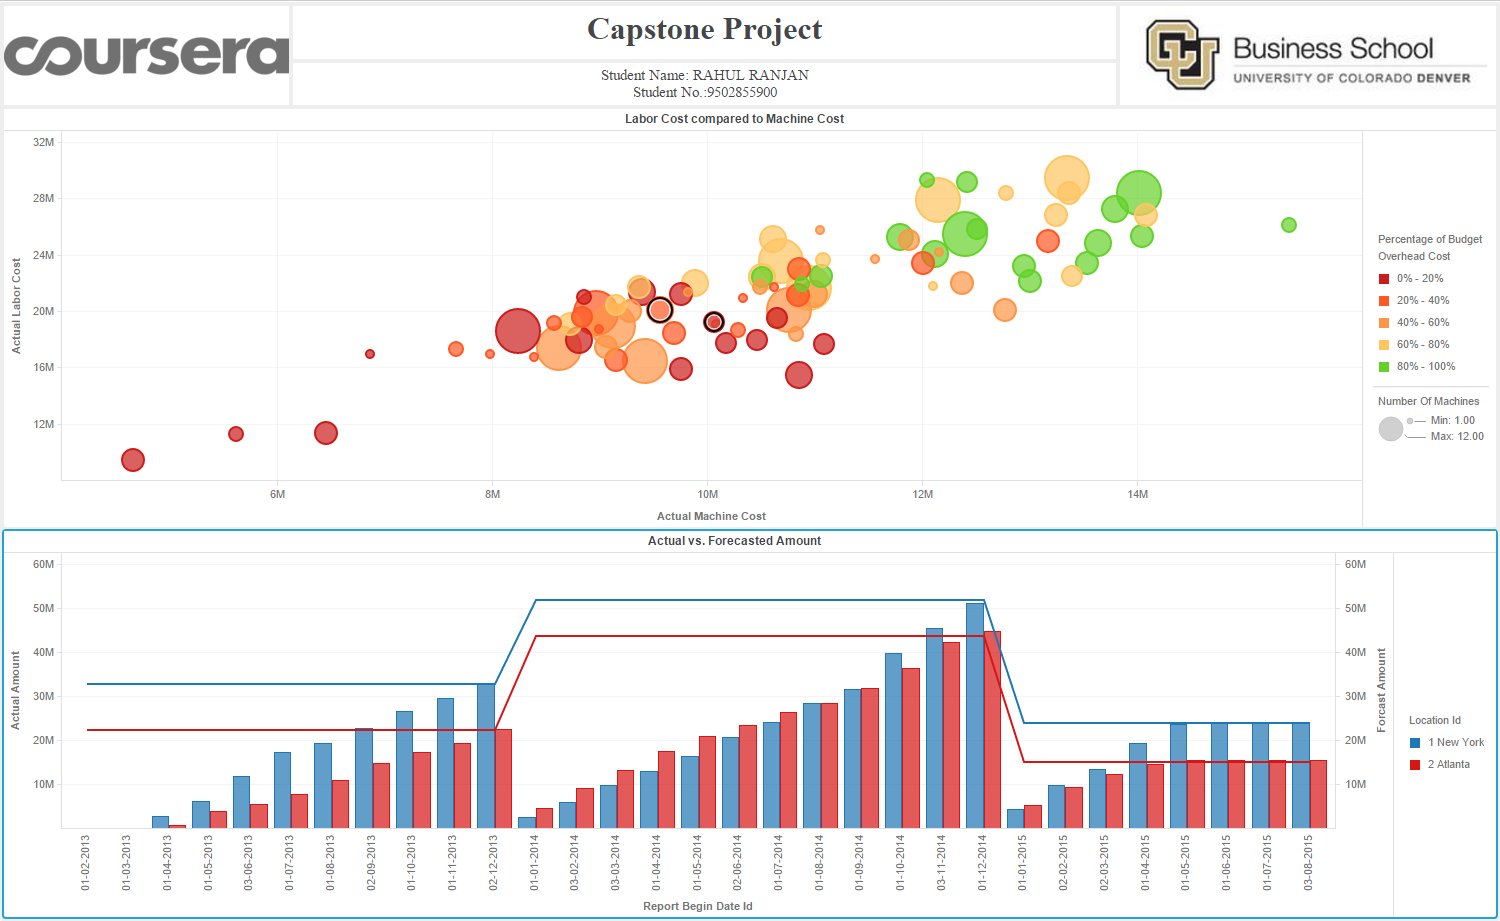 coursera
Capstone Project
Student Name: RAHUL RANJAN
Student No.:9502855900
CU
Business School
UNIVERSITY OF COLORADO DENVER
Labor Cost compared to Machine Cost
Actual Labor Cost
32M
28M
24M
20M
16M
12M
6M
8M
10M
12M
14M
Actual Machine Cost
Percentage of Budget
Overhead Cost
0% - 20%
20% - 40%
40% - 60%
60% - 80%
80% - 100%
Number Of Machines
Min: 1.00
Max: 12.00
Actual vs. Forecasted Amount
Actual Amount
60M
50M
40M
30M
20M
10M
60M
50M
40M
30M
20M
10M
Forcast Amount
01-02-2013
01-03-2013
01-04-2013
01-05-2013
03-06-2013
01-07-2013
01-08-2013
02-09-2013
01-10-2013
01-11-2013
02-12-2013
01-01-2014
03-02-2014
03-03-2014
01-04-2014
01-05-2014
02-06-2014
01-07-2014
01-08-2014
01-09-2014
01-10-2014
03-11-2014
01-12-2014
01-01-2015
02-02-2015
02-03-2015
01-04-2015
01-05-2015
01-06-2015
01-07-2015
03-08-2015
Report Begin Date Id
Location Id
1 New York
2 Atlanta